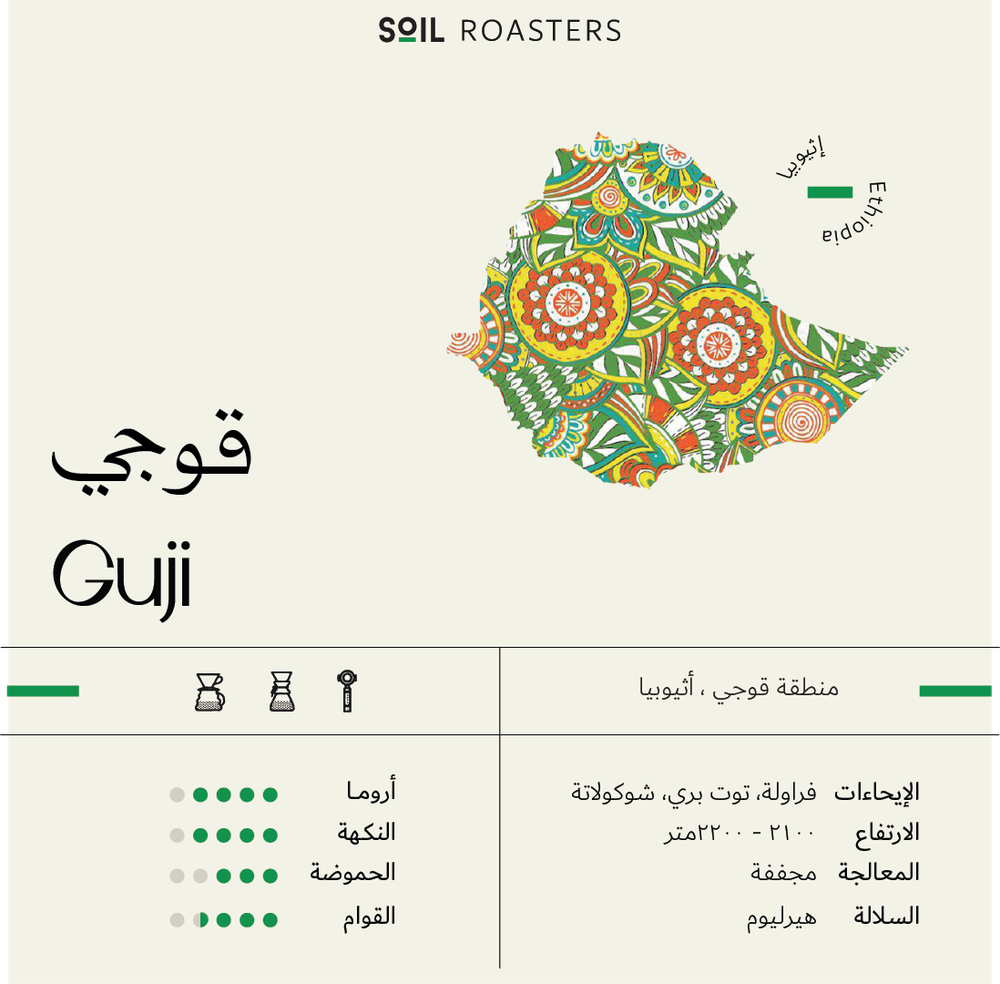 SOIL ROASTERS
إثيوبيا
Ethiopia
قوجي
Guji
منطقة قوجي ، أثيوبيا
الإيحاءات فراولة، توت بري، شوكولاتة
الارتفاع ٢١٠٠ - ٢٢٠٠متر
المعالجة مجففة
السلالة هيرليوم
أروما
النكهة
الحموضة
القوام